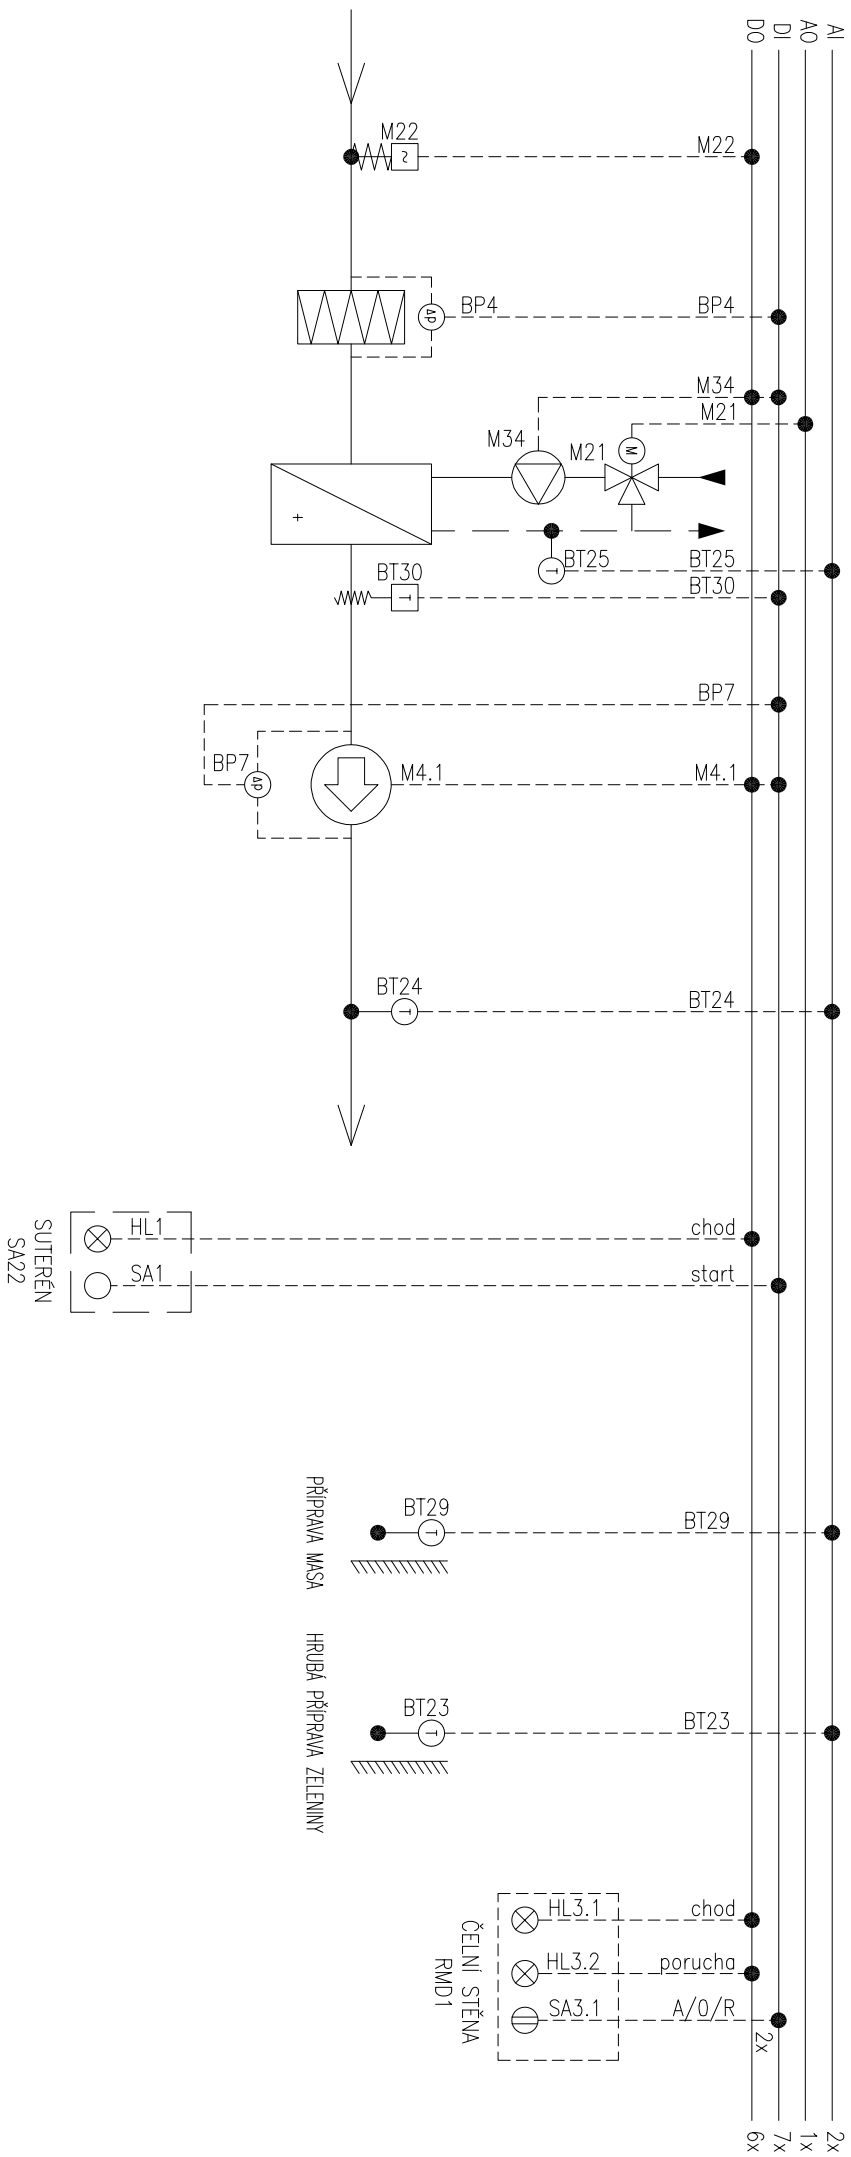 AI
AO
DI
DO
M22
M22
~
Δp
BP4
BP4
M34
M21
M34
M21
M
+
BT25
BT25
T
BT30
BT30
T
BP7
BP7
Δp
M4.1
M4.1
BT24
BT24
T
HL1
chod
SA1
start
SUTERÉN
SA22
BT29
BT29
T
PŘÍPRAVA MASA
BT23
BT23
T
HRUBÁ PŘÍPRAVA ZELENINY
HL3.1
chod
HL3.2
porucha
SA3.1
A/0/R
2x
ČELNÍ STĚNA
RMD1
2x
1x
7x
6x